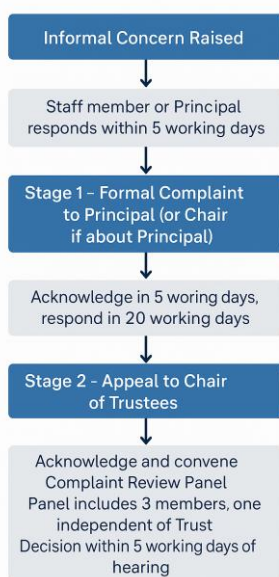 Informal Concern Raised
Staff member or Principal
responds within 5 working days
Stage 1 – Formal Complaint
to Principal (or Chair
if about Principal)
Acknowledge in 5 woring days,
respond in 20 working days
Stage 2 - Appeal to Chair
of Trustees
Acknowledge and convene
Complaint Review Panel
Panel includes 3 members, one
independent of Trust
Decision within 5 working days of
hearing